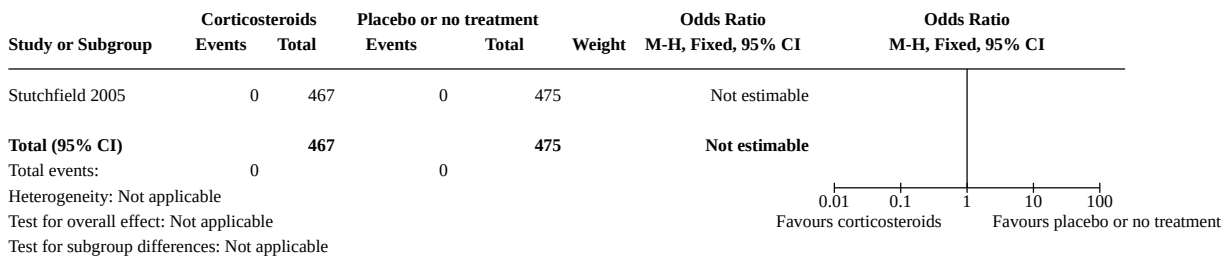 Corticosteroids Placebo or no treatment Odds Ratio Odds Ratio
Study or Subgroup Events Total Events Total Weight M-H, Fixed, 95% CI M-H, Fixed, 95% CI
Stutchfield 2005 0 467 0 475 Not estimable
Total (95% CI) 467 475 Not estimable
Total events: 0 0
Heterogeneity: Not applicable
0.01 0.1 1 10 100
Test for overall effect: Not applicable Favours corticosteroids Favours placebo or no treatment
Test for subgroup differences: Not applicable